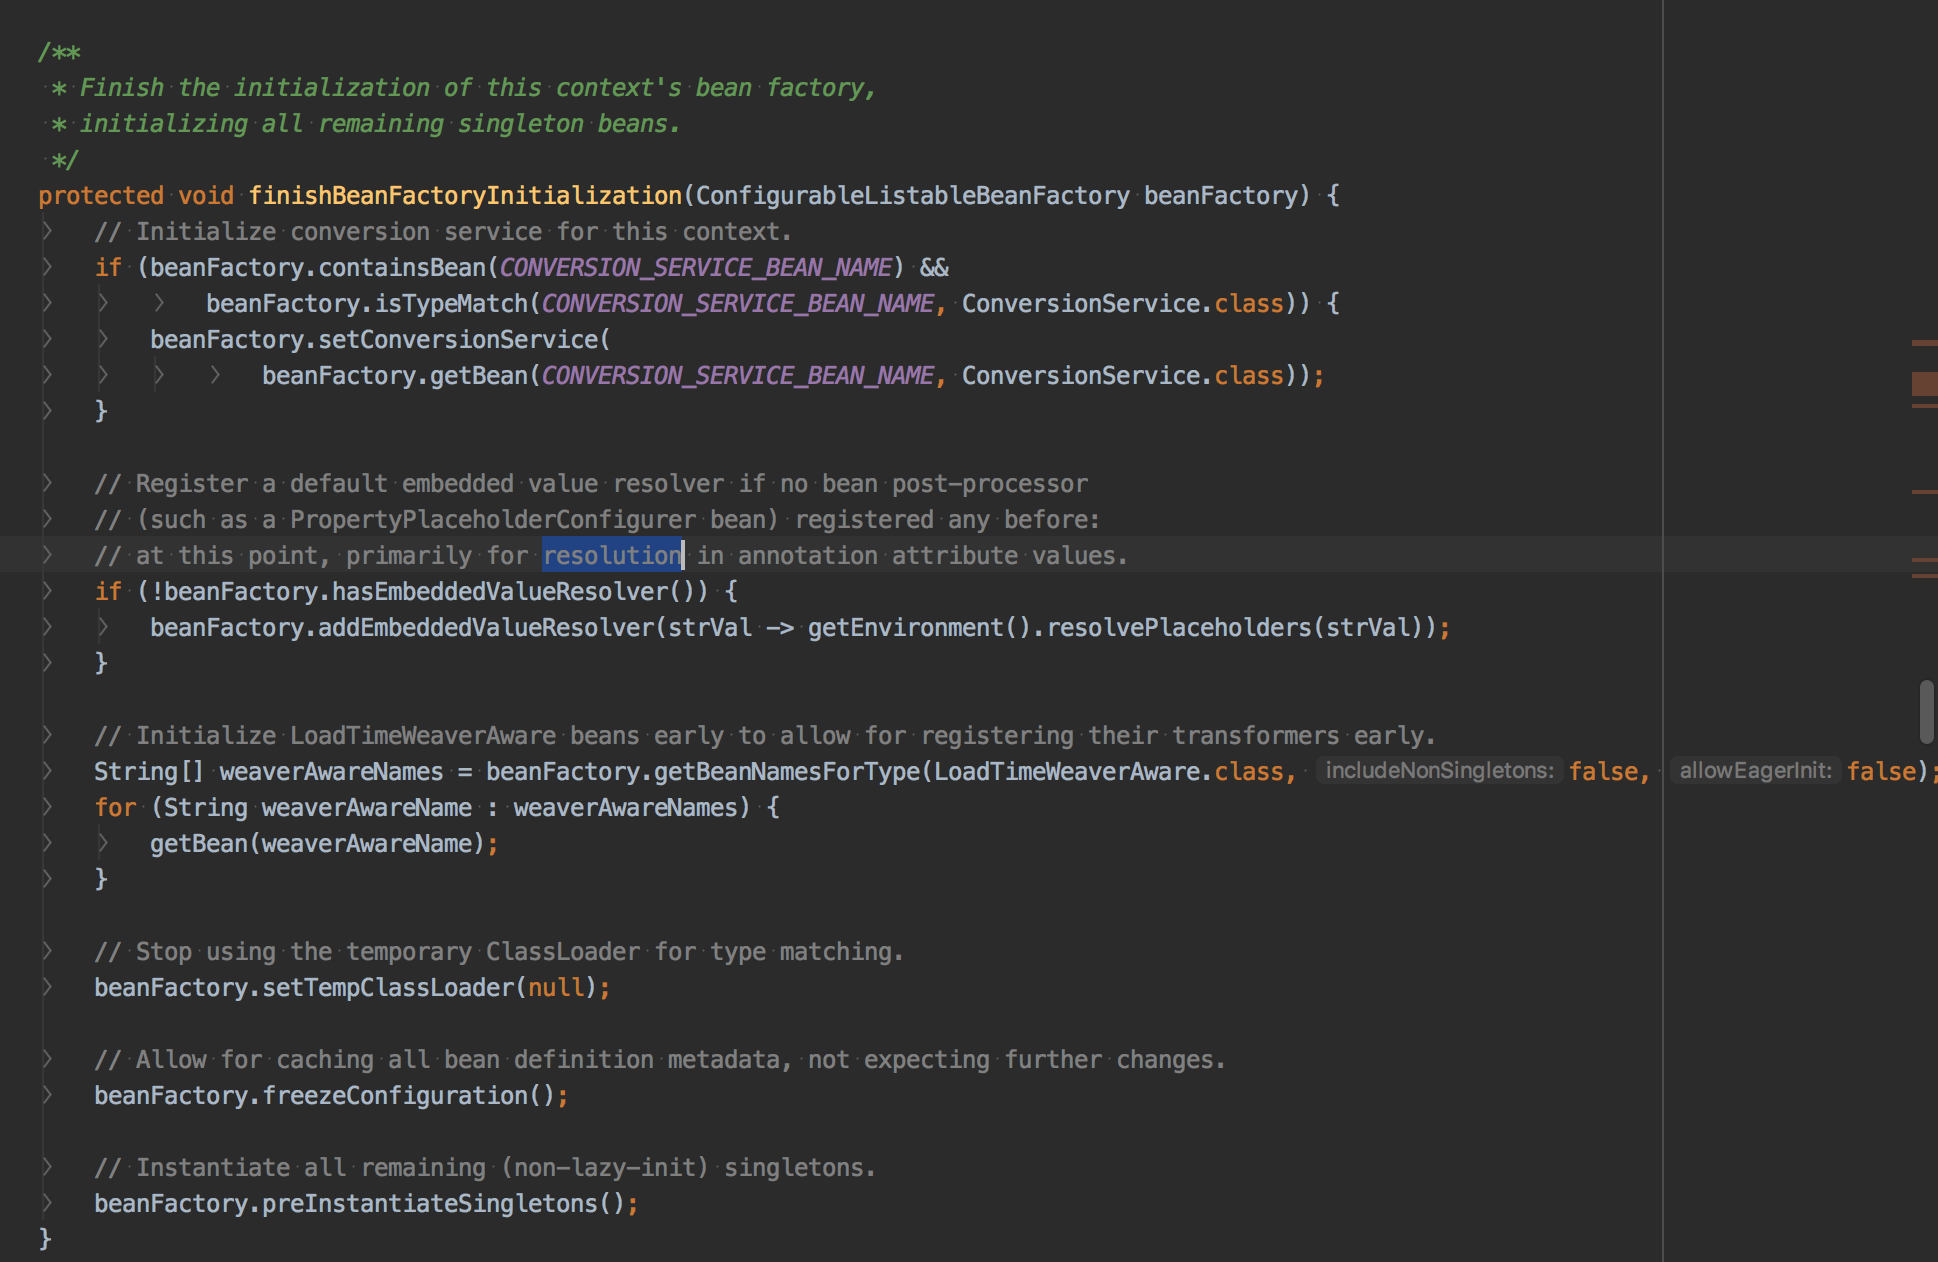 /**
 * Finish the initialization of this context's bean factory,
 * initializing all remaining singleton beans.
 */
protected void finishBeanFactoryInitialization(ConfigurableListableBeanFactory beanFactory) {
    // Initialize conversion service for this context.
    if (beanFactory.containsBean(CONVERSION_SERVICE_BEAN_NAME) &&
            beanFactory.isTypeMatch(CONVERSION_SERVICE_BEAN_NAME, ConversionService.class)) {
        beanFactory.setConversionService(
                beanFactory.getBean(CONVERSION_SERVICE_BEAN_NAME, ConversionService.class));
    }

    // Register a default embedded value resolver if no bean post-processor
    // (such as a PropertyPlaceholderConfigurer bean) registered any before:
    // at this point, primarily for resolution in annotation attribute values.
    if (!beanFactory.hasEmbeddedValueResolver()) {
        beanFactory.addEmbeddedValueResolver(strVal -> getEnvironment().resolvePlaceholders(strVal));
    }

    // Initialize LoadTimeWeaverAware beans early to allow for registering their transformers early.
    String[] weaverAwareNames = beanFactory.getBeanNamesForType(LoadTimeWeaverAware.class, includeNonSingletons: false, allowEagerInit: false);
    for (String weaverAwareName : weaverAwareNames) {
        getBean(weaverAwareName);
    }

    // Stop using the temporary ClassLoader for type matching.
    beanFactory.setTempClassLoader(null);

    // Allow for caching all bean definition metadata, not expecting further changes.
    beanFactory.freezeConfiguration();

    // Instantiate all remaining (non-lazy-init) singletons.
    beanFactory.preInstantiateSingletons();
}